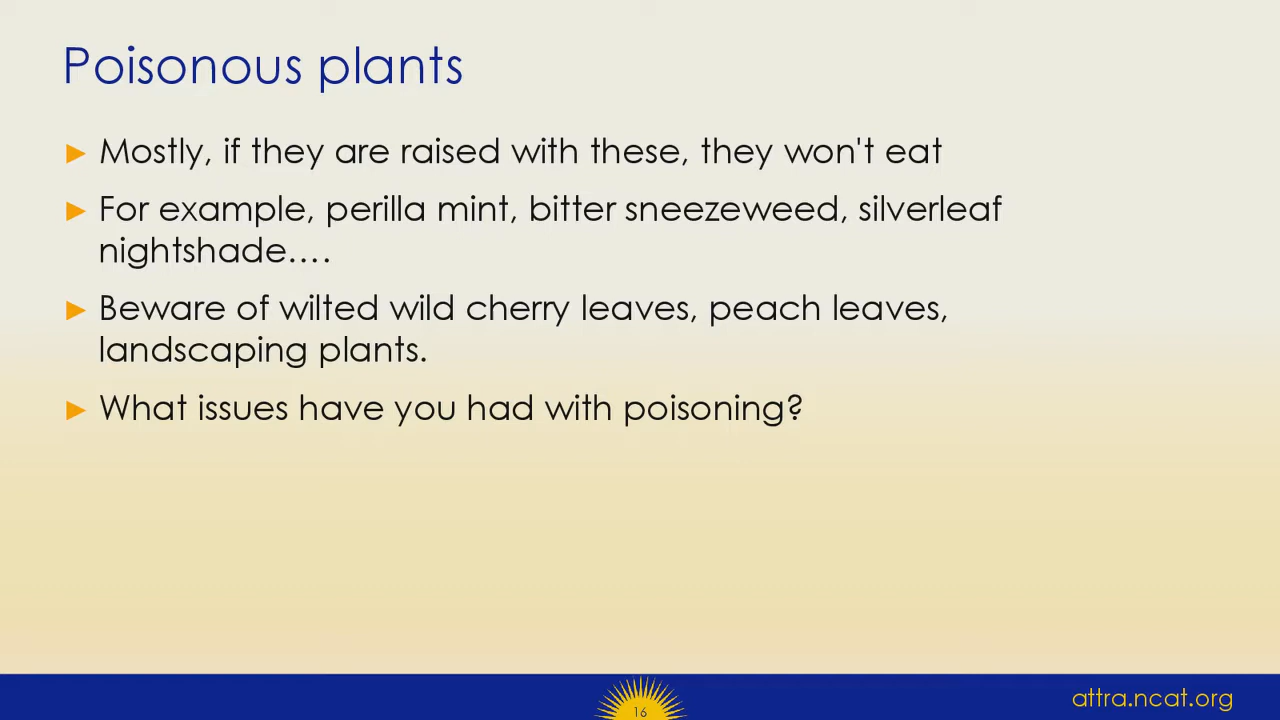 Poisonous plants
► Mostly, if they are raised with these, they won't eat
► For example, perilla mint, bitter sneezeweed, silverleaf
nightshade....
► Beware of wilted wild cherry leaves, peach leaves,
landscaping plants.
► What issues have you had with poisoning?
16
attra.ncat.org